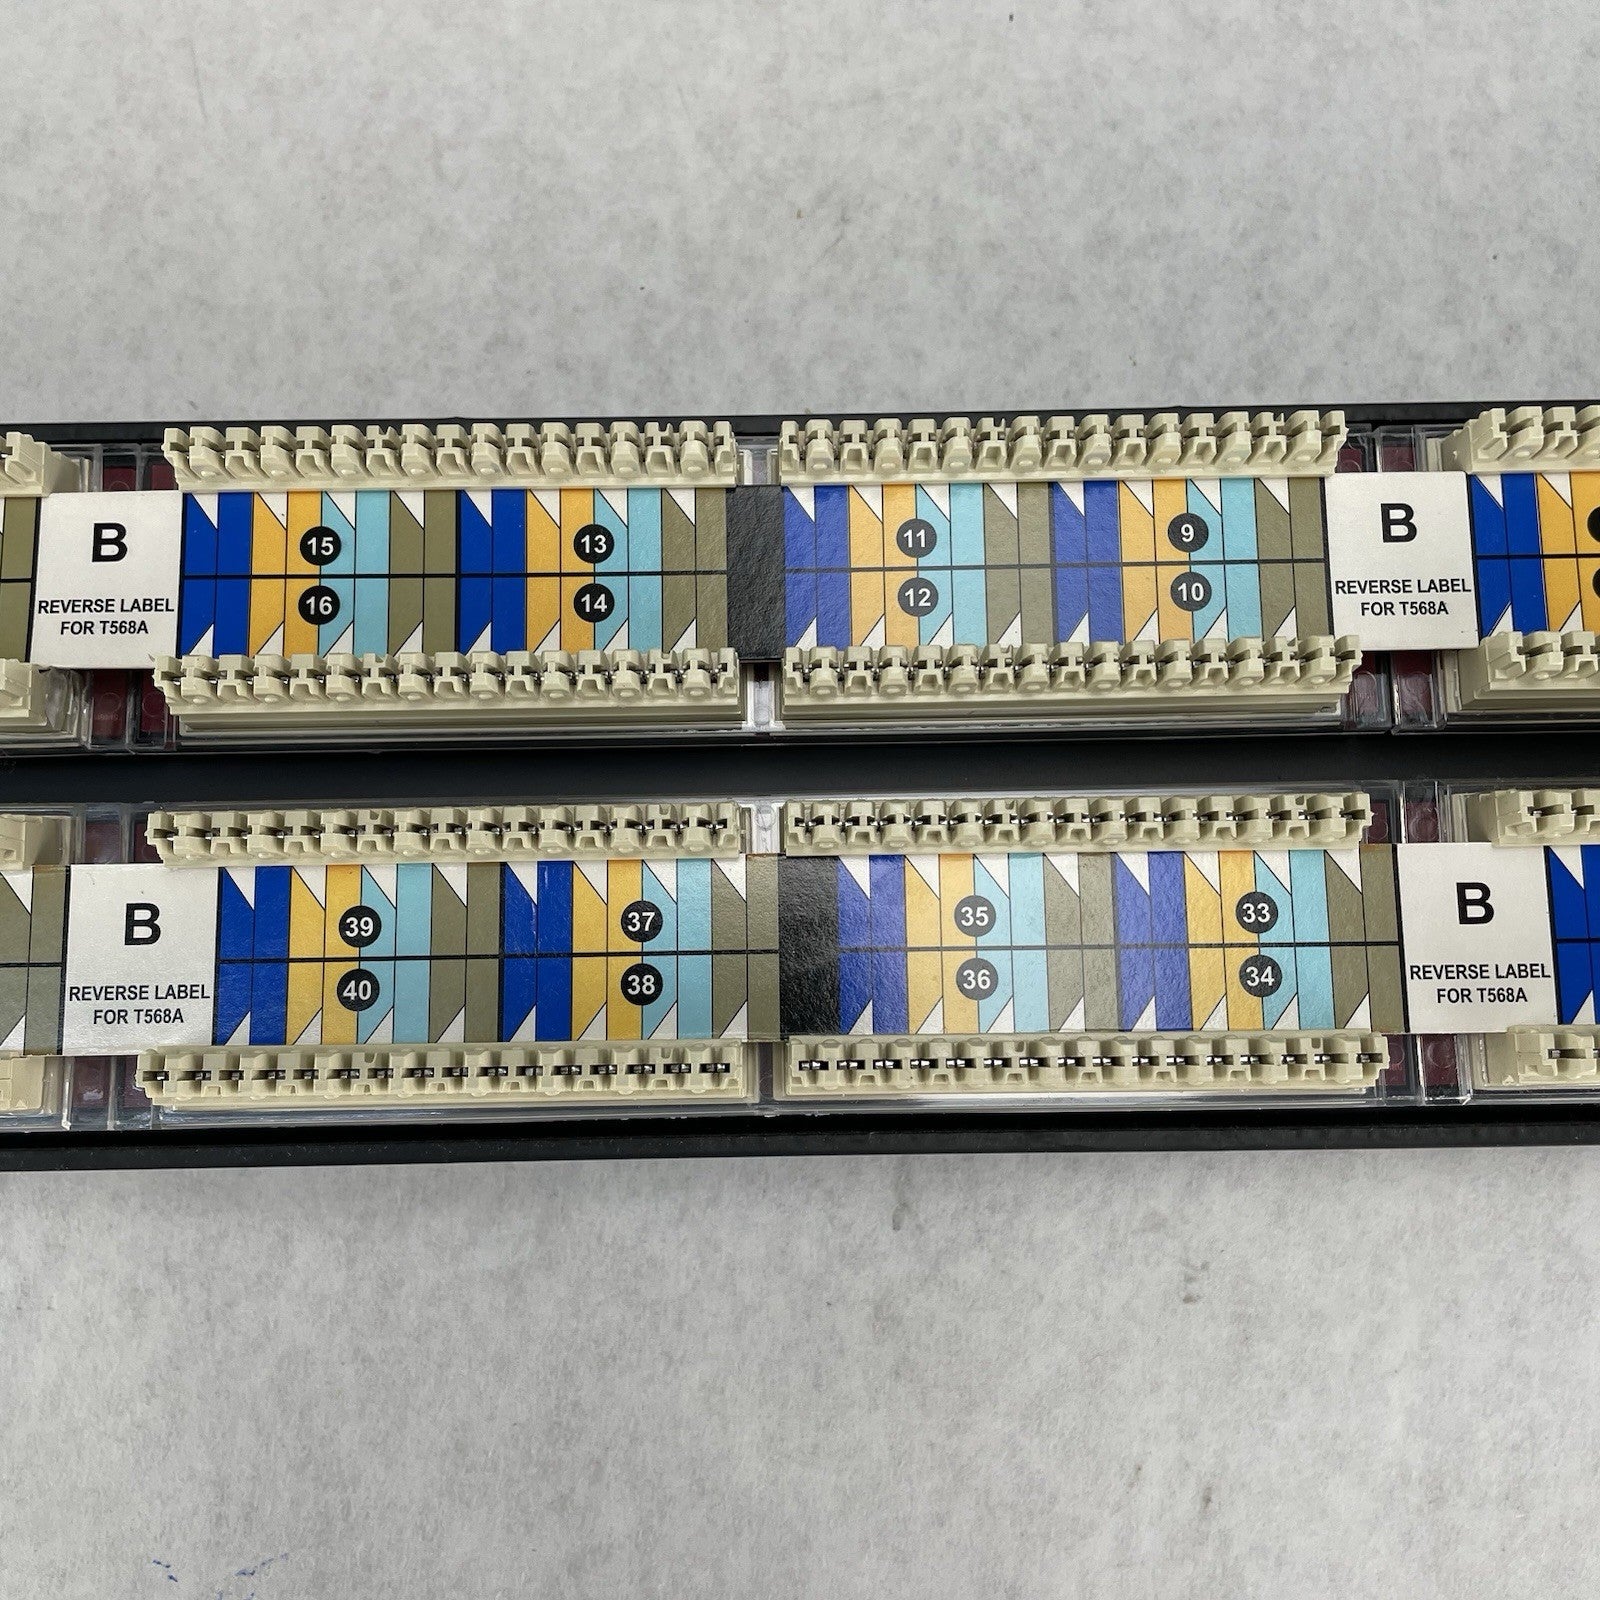 B
REVERSE LABEL
FOR T568A
15
13
16
14
11
9
12
10
B
REVERSE LABEL
FOR T568A
B
REVERSE LABEL
FOR T568A
39
37
40
38
35
33
36
34
B
REVERSE LABEL
FOR T568A